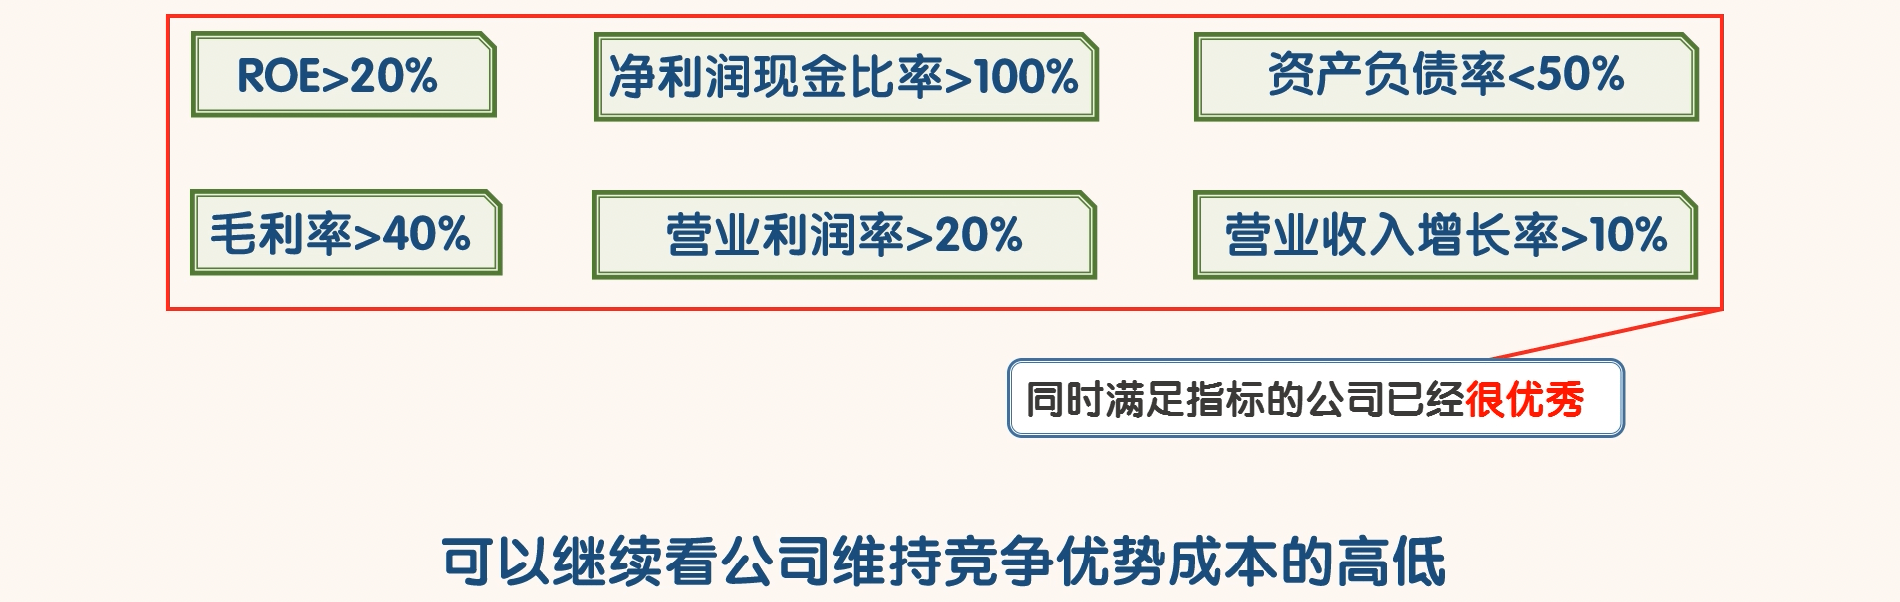 ROE>20%
净利润现金比率>100%
资产负债率<50%
毛利率>40%
营业利润率>20%
营业收入增长率>10%
同时满足指标的公司已经很优秀
可以继续看公司维持竞争优势成本的高低